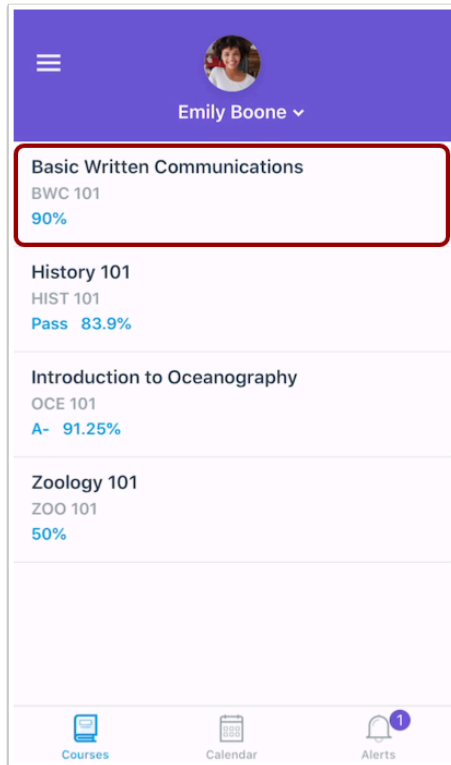 Emily Boone
Basic Written Communications
BWC 101
90%
History 101
HIST 101
Pass 83.9%
Introduction to Oceanography
OCE 101
A- 91.25%
Zoology 101
ZOO 101
50%
1
Courses Calendar Alerts